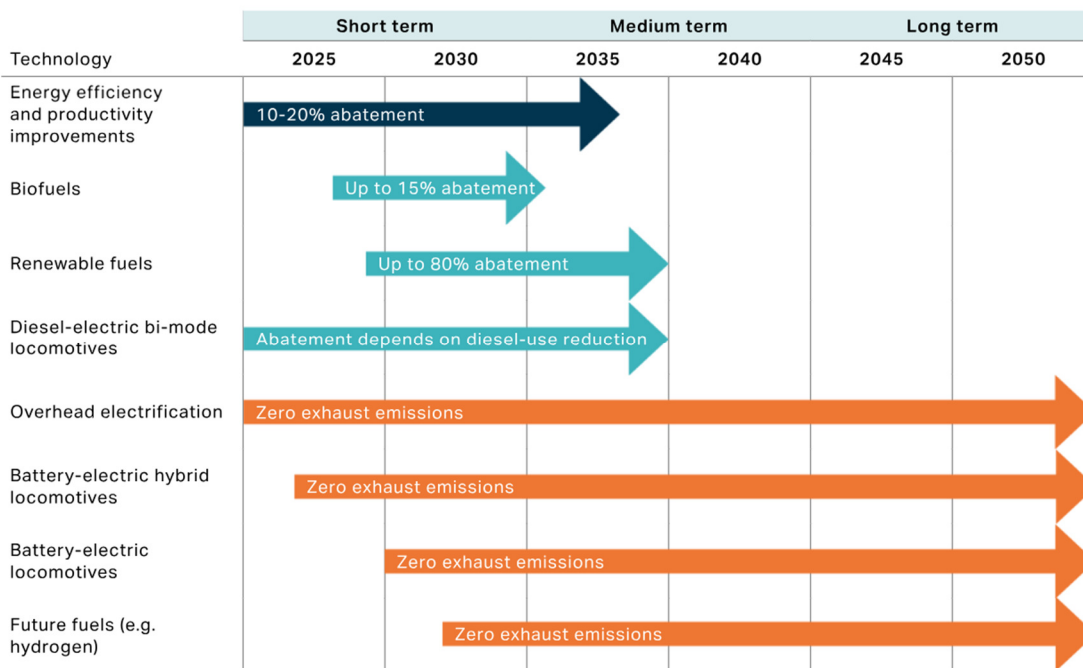 Short term Medium term Long term
Technology 2025 2030 2035 2040 2045 2050
Energy efficiency
and productivity
improvements
10-20% abatement
Biofuels
Up to 15% abatement
Renewable fuels
Up to 80% abatement
Diesel-electric bi-mode
locomotives
Abatement depends on diesel-use reduction
Overhead electrification
Zero exhaust emissions
Battery-electric hybrid
locomotives
Zero exhaust emissions
Battery-electric
locomotives
Zero exhaust emissions
Future fuels (e.g.
hydrogen)
Zero exhaust emissions